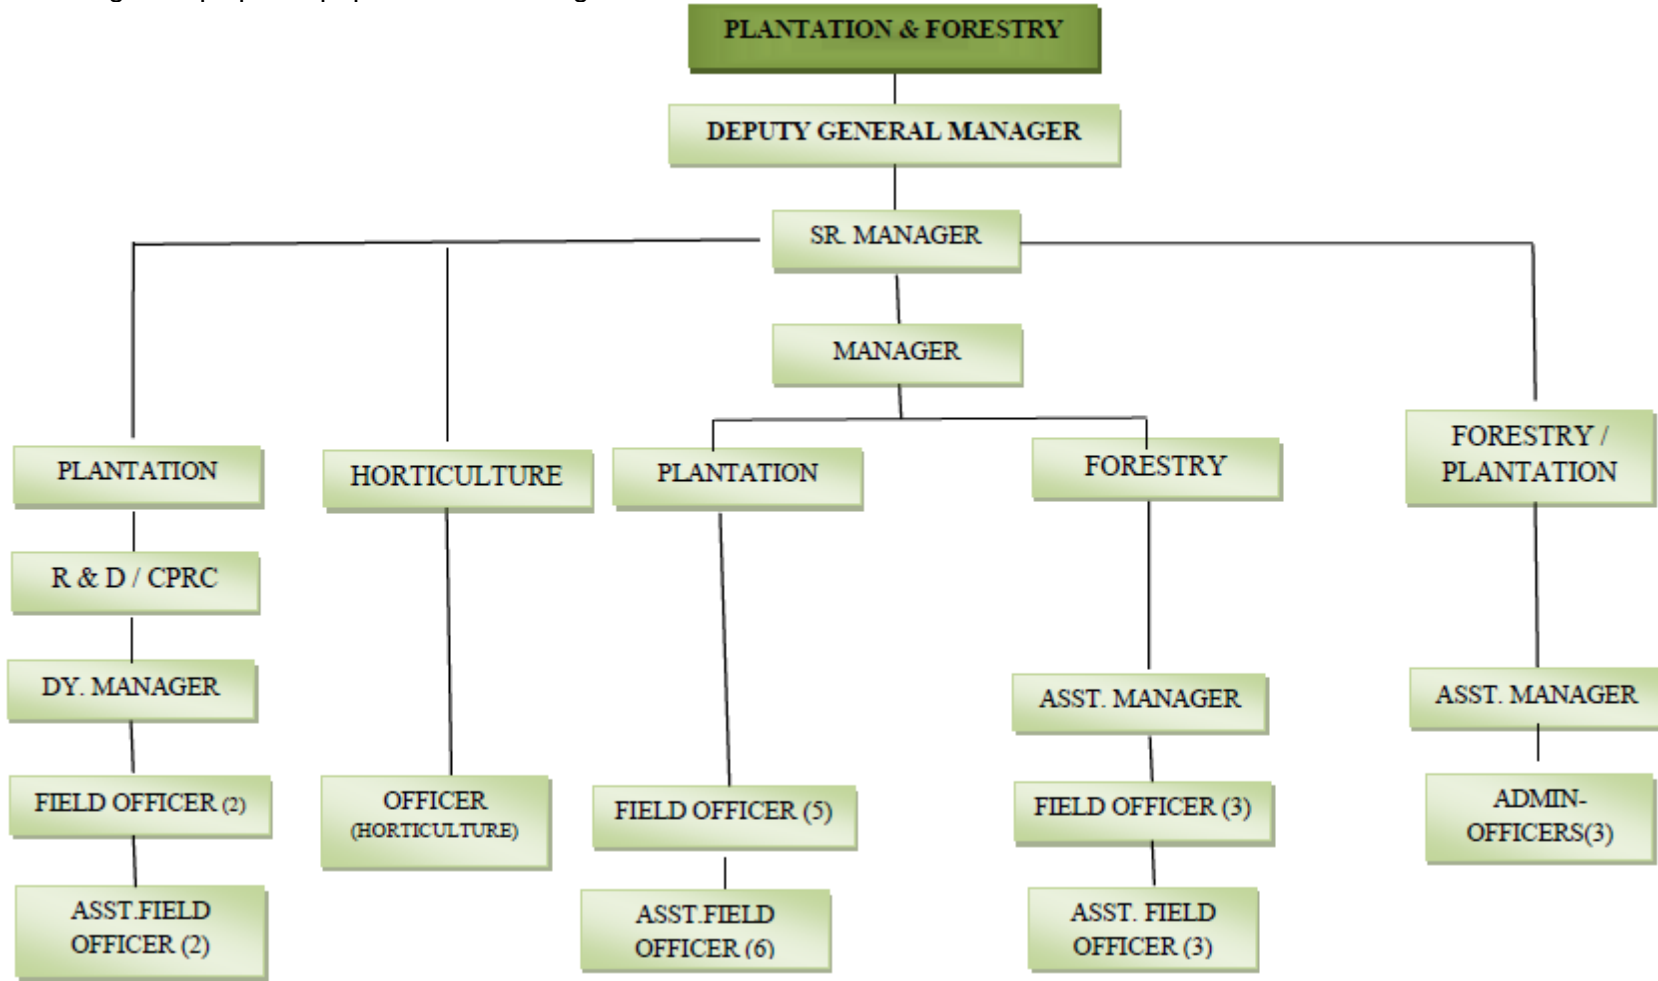 PLANTATION & FORESTRY
DEPUTY GENERAL MANAGER
SR. MANAGER
MANAGER
PLANTATION
HORTICULTURE
PLANTATION
FORESTRY
FORESTRY /
PLANTATION
R & D / CPRC
DY. MANAGER
ASST. MANAGER
ASST. MANAGER
FIELD OFFICER (2)
OFFICER
(HORTICULTURE)
FIELD OFFICER (5)
FIELD OFFICER (3)
ADMIN-
OFFICERS(3)
ASST.FIELD
OFFICER (2)
ASST.FIELD
OFFICER (6)
ASST. FIELD
OFFICER (3)